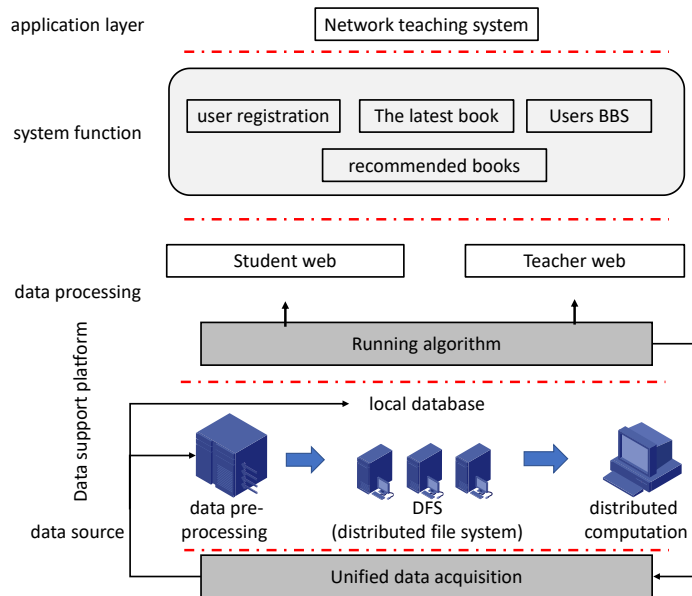 application layer
Network teaching system
system function
user registration
The latest book
Users BBS
recommended books
Student web
Teacher web
data processing
Running algorithm
Data support platform
local database
data pre-
processing
DFS
(distributed file system)
distributed
computation
data source
Unified data acquisition